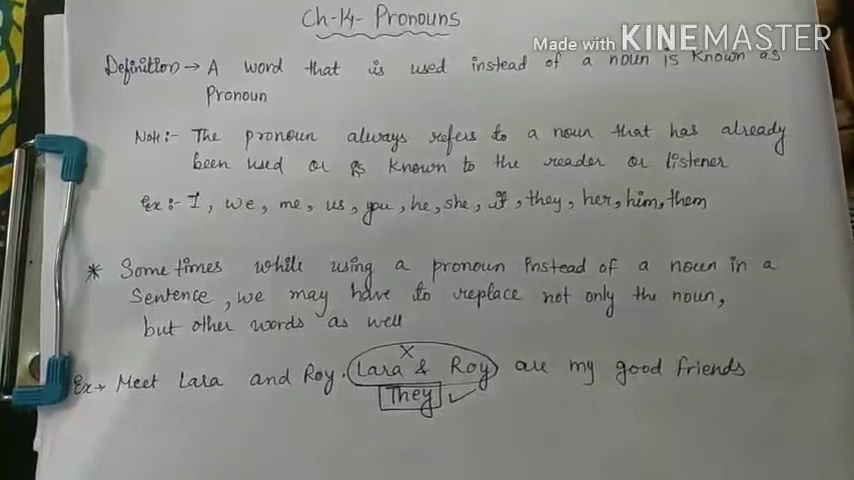 Ch-14- Pronouns
Made with KINEMASTER
Definition → A word that is used instead of a noun is known as
Pronoun
Note:- The pronoun always refers to a noun that has already
been used or is known to the reader or listener
Ex:- I, we, me, us, you, he, she, it, they, her, him, them
* Sometimes while using a pronoun instead of a noun in a
sentence, we may have to replace not only the noun,
but other words as well
Ex→ Meet Lara and Roy. Lara & Roy are my good friends
They ✓